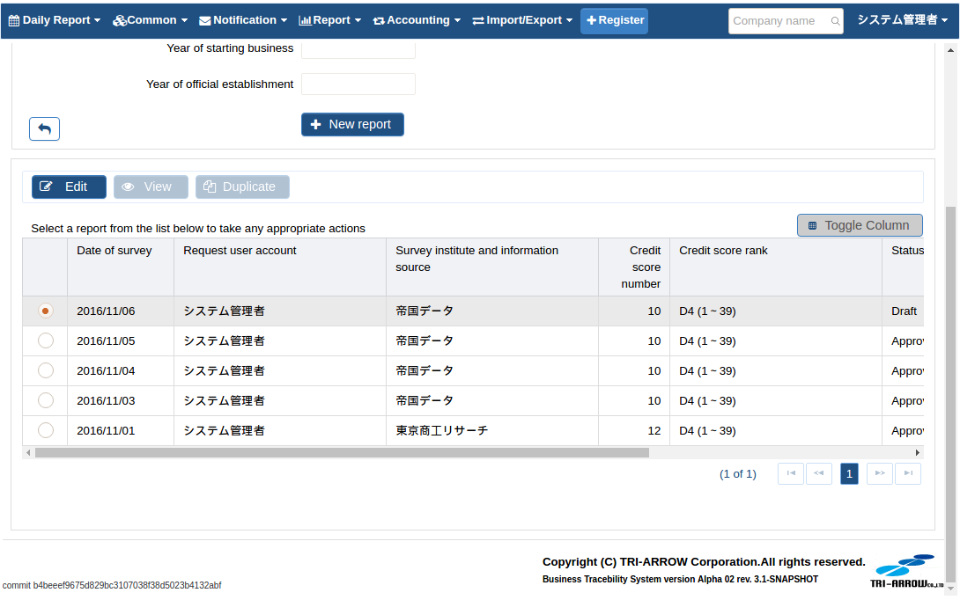 Daily Report Common Notification Report Accounting Import/Export Register Company name システム管理者
Year of starting business
Year of official establishment
New report
Edit View Duplicate
Select a report from the list below to take any appropriate actions
Toggle Column
Date of survey Request user account Survey institute and information source Credit score number Credit score rank Status
2016/11/06 システム管理者 帝国データ 10 D4 (1 ~ 39) Draft
2016/11/05 システム管理者 帝国データ 10 D4 (1 ~ 39) Appro
2016/11/04 システム管理者 帝国データ 10 D4 (1 ~ 39) Appro
2016/11/03 システム管理者 帝国データ 10 D4 (1 ~ 39) Appro
2016/11/01 システム管理者 東京商工リサーチ 12 D4 (1 ~ 39) Appro
(1 of 1) 1
Copyright (C) TRI-ARROW Corporation.All rights reserved.
Business Tracebility System version Alpha 02 rev. 3.1-SNAPSHOT
TRI-ARROW Co.,LTD
commit b4beeef9675d829bc3107038f38d5023b4132abf